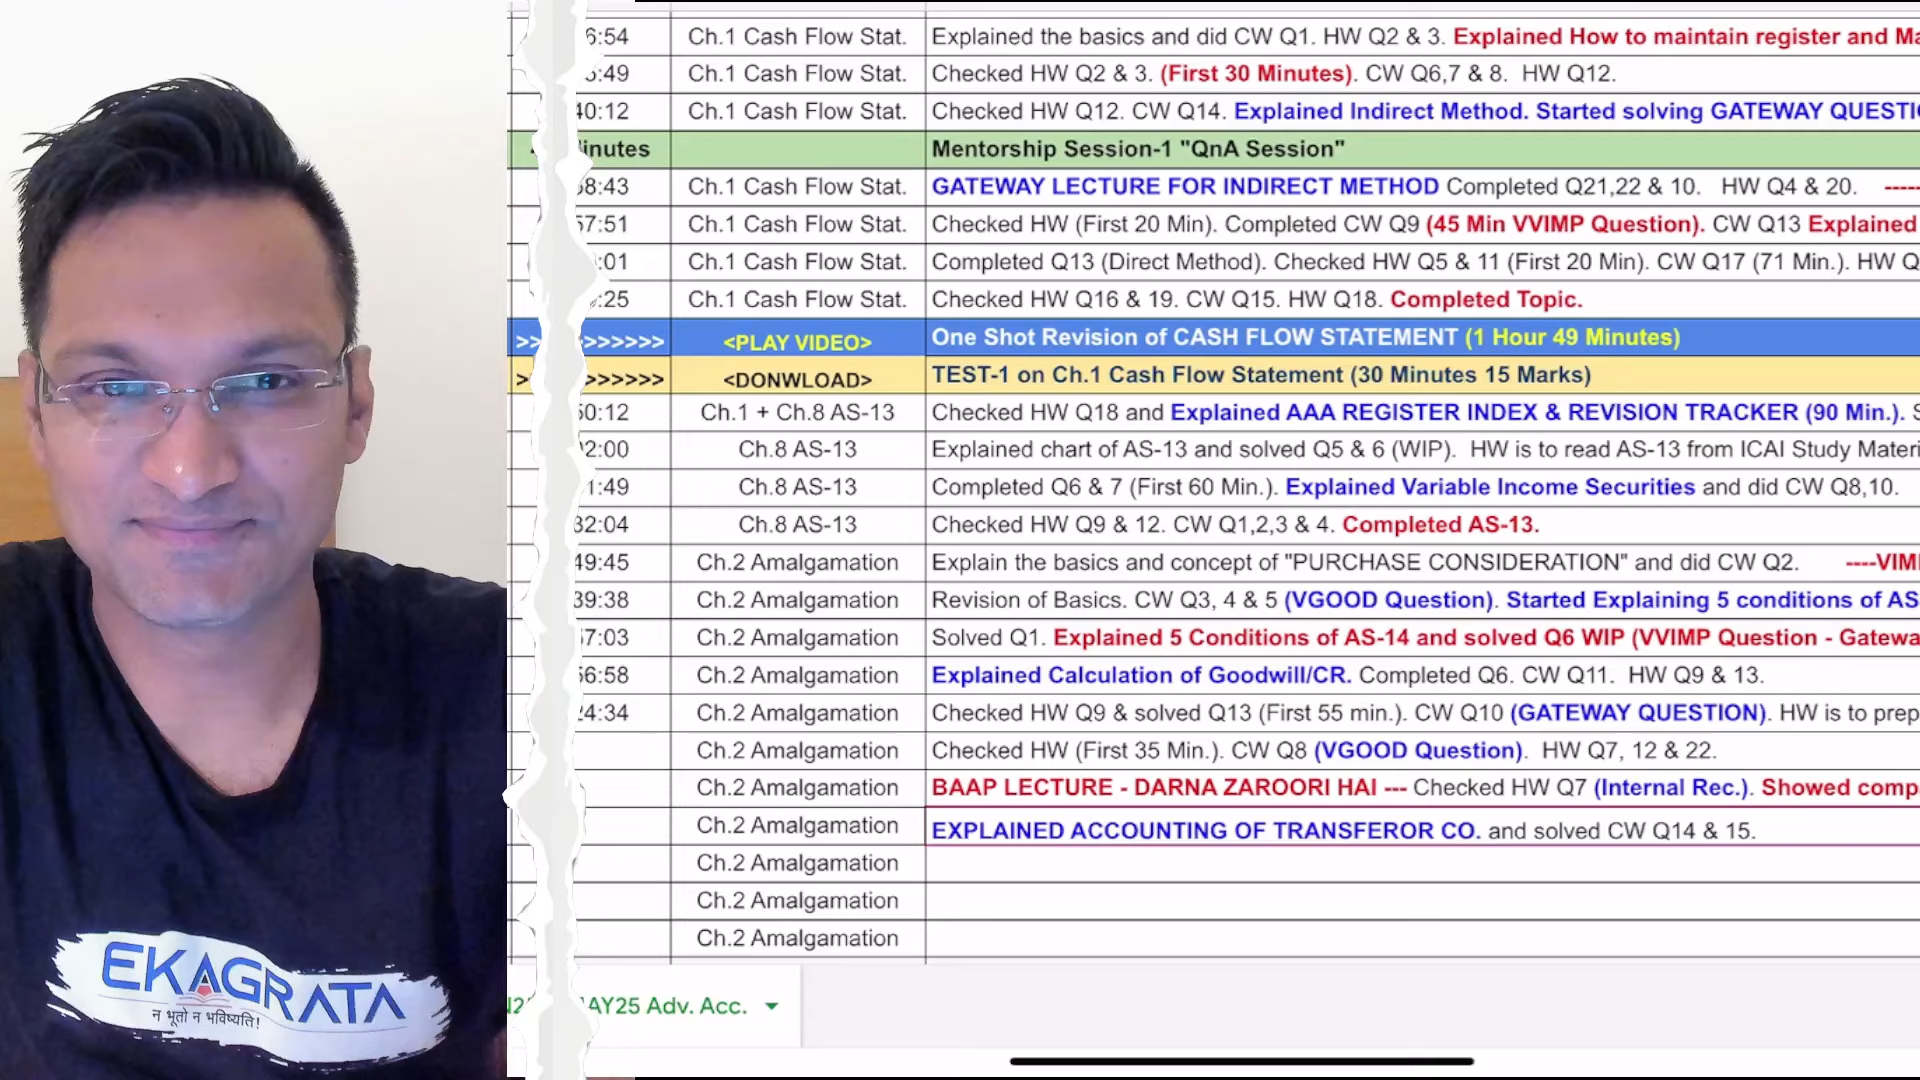 6:54 Ch.1 Cash Flow Stat. Explained the basics and did CW Q1. HW Q2 & 3. Explained How to maintain register and Ma
5:49 Ch.1 Cash Flow Stat. Checked HW Q2 & 3. (First 30 Minutes). CW Q6,7 & 8. HW Q12.
40:12 Ch.1 Cash Flow Stat. Checked HW Q12. CW Q14. Explained Indirect Method. Started solving GATEWAY QUESTI
inutes Mentorship Session-1 "QnA Session"
58:43 Ch.1 Cash Flow Stat. GATEWAY LECTURE FOR INDIRECT METHOD Completed Q21,22 & 10. HW Q4 & 20. -----
57:51 Ch.1 Cash Flow Stat. Checked HW (First 20 Min). Completed CW Q9 (45 Min VVIMP Question). CW Q13 Explained
:01 Ch.1 Cash Flow Stat. Completed Q13 (Direct Method). Checked HW Q5 & 11 (First 20 Min). CW Q17 (71 Min.). HW Q
:25 Ch.1 Cash Flow Stat. Checked HW Q16 & 19. CW Q15. HW Q18. Completed Topic.
>> >>>>>>> <PLAY VIDEO> One Shot Revision of CASH FLOW STATEMENT (1 Hour 49 Minutes)
> >>>>>>> <DONWLOAD> TEST-1 on Ch.1 Cash Flow Statement (30 Minutes 15 Marks)
50:12 Ch.1 + Ch.8 AS-13 Checked HW Q18 and Explained AAA REGISTER INDEX & REVISION TRACKER (90 Min.). S
2:00 Ch.8 AS-13 Explained chart of AS-13 and solved Q5 & 6 (WIP). HW is to read AS-13 from ICAI Study Materi
1:49 Ch.8 AS-13 Completed Q6 & 7 (First 60 Min.). Explained Variable Income Securities and did CW Q8,10.
32:04 Ch.8 AS-13 Checked HW Q9 & 12. CW Q1,2,3 & 4. Completed AS-13.
49:45 Ch.2 Amalgamation Explain the basics and concept of "PURCHASE CONSIDERATION" and did CW Q2. ----VIMP
39:38 Ch.2 Amalgamation Revision of Basics. CW Q3, 4 & 5 (VGOOD Question). Started Explaining 5 conditions of AS
7:03 Ch.2 Amalgamation Solved Q1. Explained 5 Conditions of AS-14 and solved Q6 WIP (VVIMP Question - Gatewa
56:58 Ch.2 Amalgamation Explained Calculation of Goodwill/CR. Completed Q6. CW Q11. HW Q9 & 13.
24:34 Ch.2 Amalgamation Checked HW Q9 & solved Q13 (First 55 min.). CW Q10 (GATEWAY QUESTION). HW is to prep
Ch.2 Amalgamation Checked HW (First 35 Min.). CW Q8 (VGOOD Question). HW Q7, 12 & 22.
Ch.2 Amalgamation BAAP LECTURE - DARNA ZAROORI HAI --- Checked HW Q7 (Internal Rec.). Showed comp
Ch.2 Amalgamation EXPLAINED ACCOUNTING OF TRANSFEROR CO. and solved CW Q14 & 15.
Ch.2 Amalgamation
Ch.2 Amalgamation
Ch.2 Amalgamation
AY25 Adv. Acc.
EKAGRATA
न भूतो न भविष्यति!